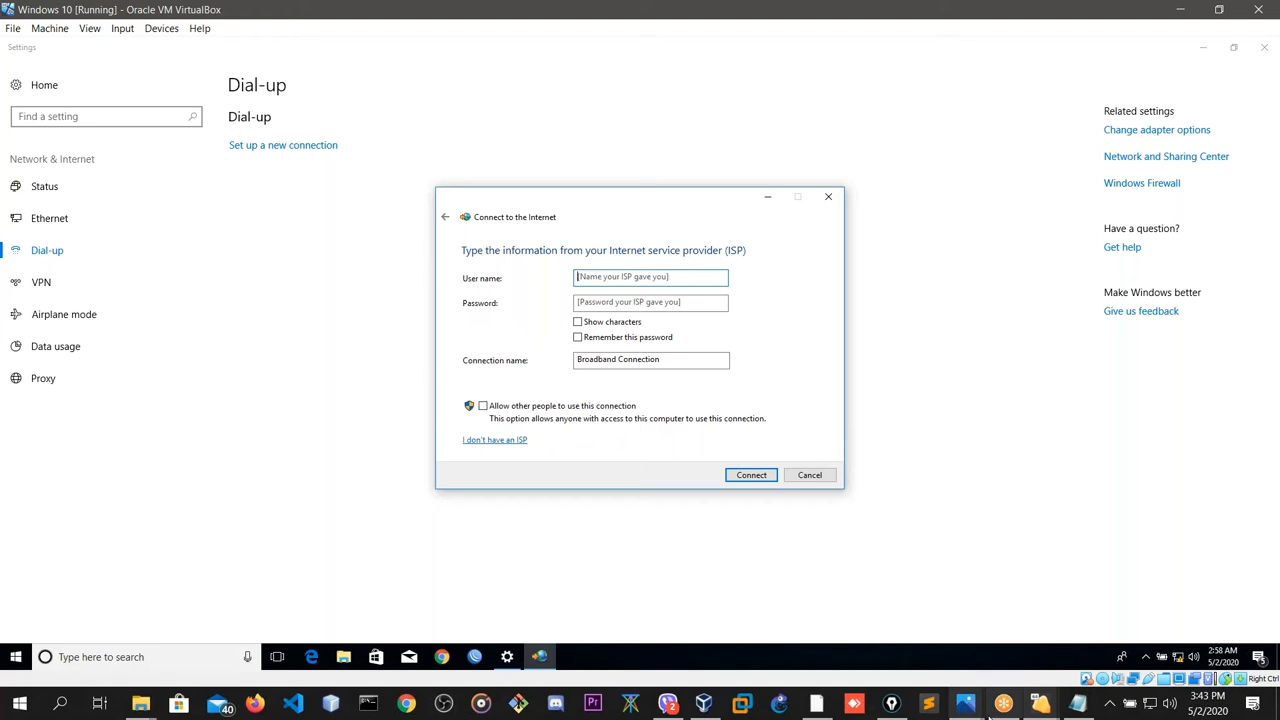 Windows 10 [Running] - Oracle VM VirtualBox
File Machine View Input Devices Help
Settings
Home
Find a setting
Network & Internet
Status
Ethernet
Dial-up
VPN
Airplane mode
Data usage
Proxy
Dial-up
Dial-up
Set up a new connection
Connect to the Internet
Type the information from your Internet service provider (ISP)
User name: [Name your ISP gave you]
Password: [Password your ISP gave you]
Show characters
Remember this password
Connection name: Broadband Connection
Allow other people to use this connection
This option allows anyone with access to this computer to use this connection.
I don't have an ISP
Connect Cancel
Related settings
Change adapter options
Network and Sharing Center
Windows Firewall
Have a question?
Get help
Make Windows better
Give us feedback
Type here to search
2:58 AM
5/2/2020
3
Right Ctrl
40
Pr
2
3:43 PM
5/2/2020